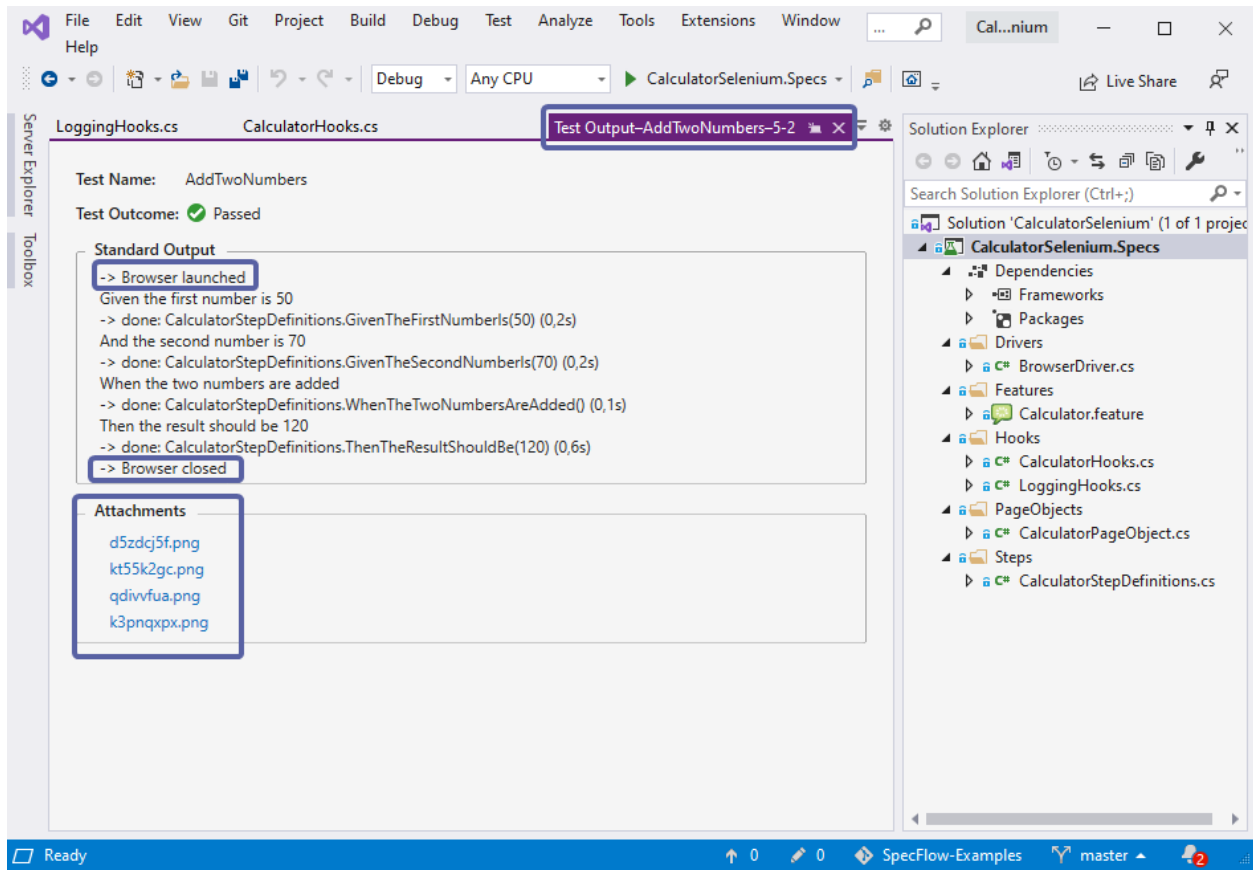 File Edit View Git Project Build Debug Test Analyze Tools Extensions Window ... Cal...nium
Help
Debug Any CPU CalculatorSelenium.Specs Live Share
Server Explorer
Toolbox
LoggingHooks.cs CalculatorHooks.cs Test Output–AddTwoNumbers–5-2
Test Name: AddTwoNumbers
Test Outcome: Passed
Standard Output
-> Browser launched
Given the first number is 50
-> done: CalculatorStepDefinitions.GivenTheFirstNumberIs(50) (0,2s)
And the second number is 70
-> done: CalculatorStepDefinitions.GivenTheSecondNumberIs(70) (0,2s)
When the two numbers are added
-> done: CalculatorStepDefinitions.WhenTheTwoNumbersAreAdded() (0,1s)
Then the result should be 120
-> done: CalculatorStepDefinitions.ThenTheResultShouldBe(120) (0,6s)
-> Browser closed
Attachments
d5zdcj5f.png
kt55k2gc.png
qdivvfua.png
k3pnqxpx.png
Solution Explorer
Search Solution Explorer (Ctrl+;)
Solution 'CalculatorSelenium' (1 of 1 projec
CalculatorSelenium.Specs
Dependencies
Frameworks
Packages
Drivers
C# BrowserDriver.cs
Features
Calculator.feature
Hooks
C# CalculatorHooks.cs
C# LoggingHooks.cs
PageObjects
C# CalculatorPageObject.cs
Steps
C# CalculatorStepDefinitions.cs
Ready 0 0 SpecFlow-Examples master 2